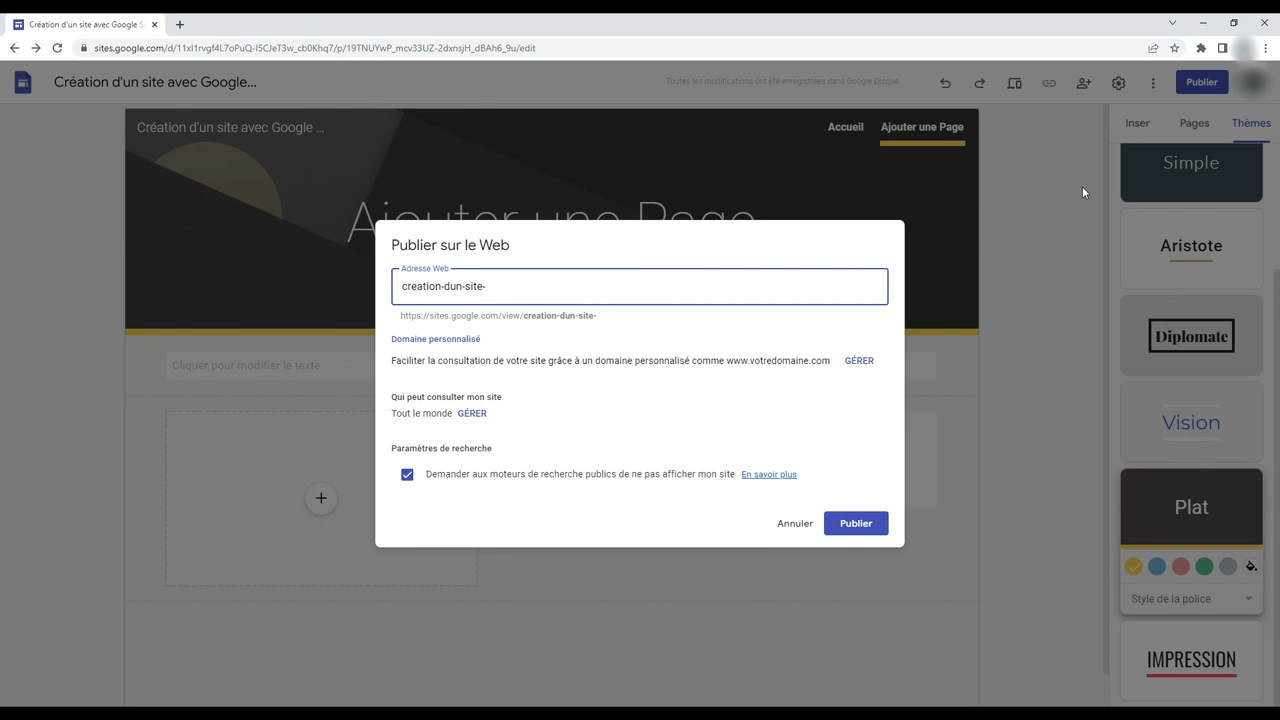 Création d'un site avec Google S
sites.google.com/d/11xI1rvgf4L7oPuQ-I5CJeT3w_cb0Khq7/p/19TNUYwP_mcv33UZ-2dxnsjH_dBAh6_9u/edit
Création d'un site avec Google...
Toutes les modifications ont été enregistrées dans Google Disque
Publier
Création d'un site avec Google ...
Accueil
Ajouter une Page
Inser
Pages
Thèmes
Ajouter une Page
Simple
Publier sur le Web
Adresse Web
creation-dun-site-
https://sites.google.com/view/creation-dun-site-
Domaine personnalisé
Faciliter la consultation de votre site grâce à un domaine personnalisé comme www.votredomaine.com
GÉRER
Qui peut consulter mon site
Tout le monde GÉRER
Paramètres de recherche
Demander aux moteurs de recherche publics de ne pas afficher mon site En savoir plus
Annuler
Publier
Cliquer pour modifier le texte
Aristote
Diplomate
Vision
Plat
Style de la police
IMPRESSION